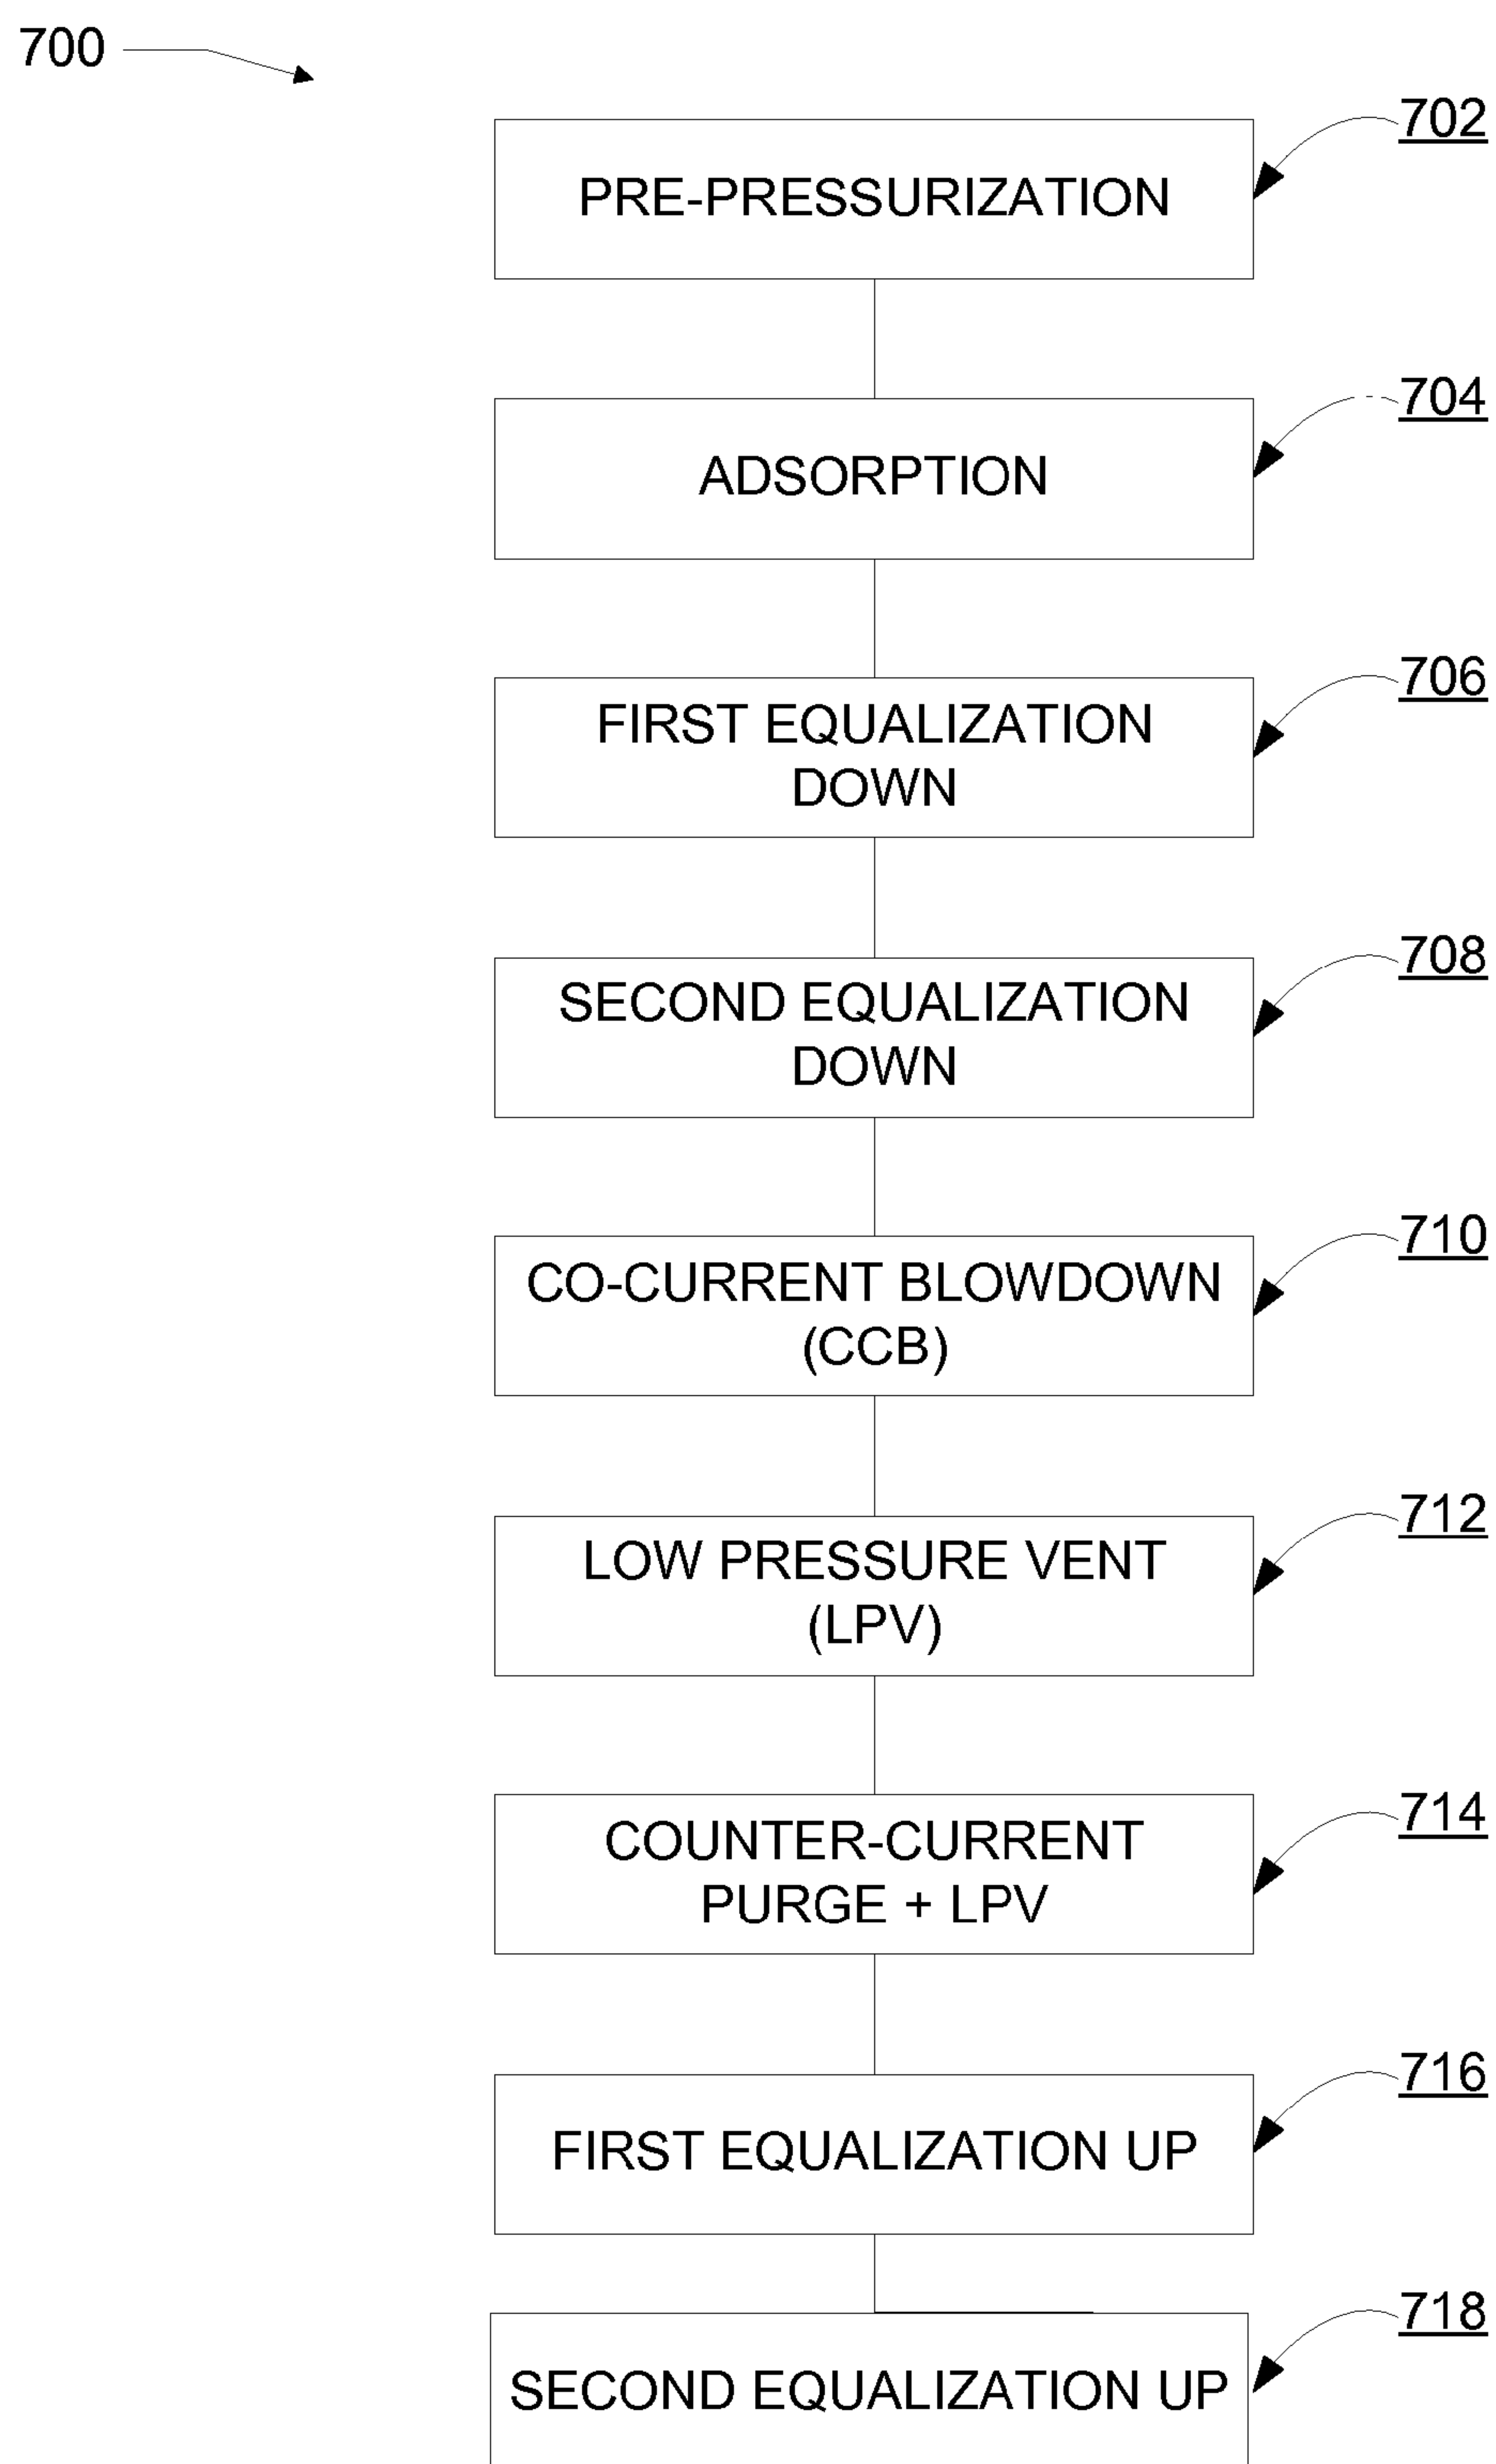 700
702
PRE-PRESSURIZATION
704
ADSORPTION
706
FIRST EQUALIZATION
DOWN
708
SECOND EQUALIZATION
DOWN
710
CO-CURRENT BLOWDOWN
(CCB)
712
LOW PRESSURE VENT
(LPV)
714
COUNTER-CURRENT
PURGE + LPV
716
FIRST EQUALIZATION UP
718
SECOND EQUALIZATION UP